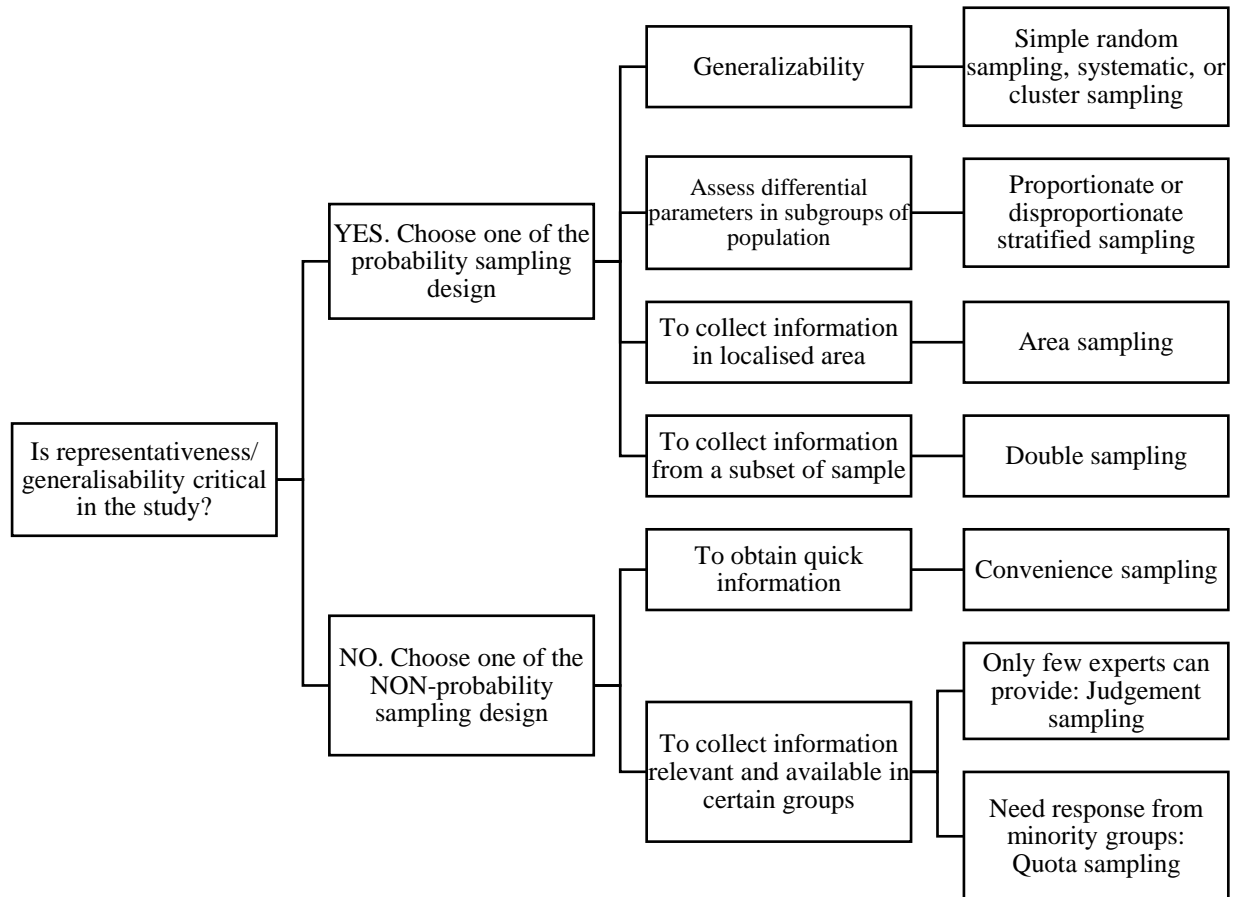 Is representativeness/
generalisability critical
in the study?
YES. Choose one of the
probability sampling
design
Generalizability
Simple random
sampling, systematic, or
cluster sampling
Assess differential
parameters in subgroups of
population
Proportionate or
disproportionate
stratified sampling
To collect information
in localised area
Area sampling
To collect information
from a subset of sample
Double sampling
NO. Choose one of the
NON-probability
sampling design
To obtain quick
information
Convenience sampling
To collect information
relevant and available in
certain groups
Only few experts can
provide: Judgement
sampling
Need response from
minority groups:
Quota sampling